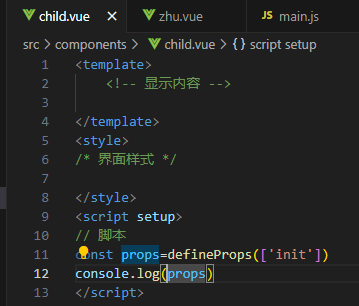 child.vue zhu.vue JS main.js
src > components > child.vue > {} script setup
1 <template>
2 <!-- 显示内容 -->
3
4 </template>
5 <style>
6 /* 界面样式 */
7
8 </style>
9 <script setup>
10 // 脚本
11 const props=defineProps(['init'])
12 console.log(props)
13 </script>